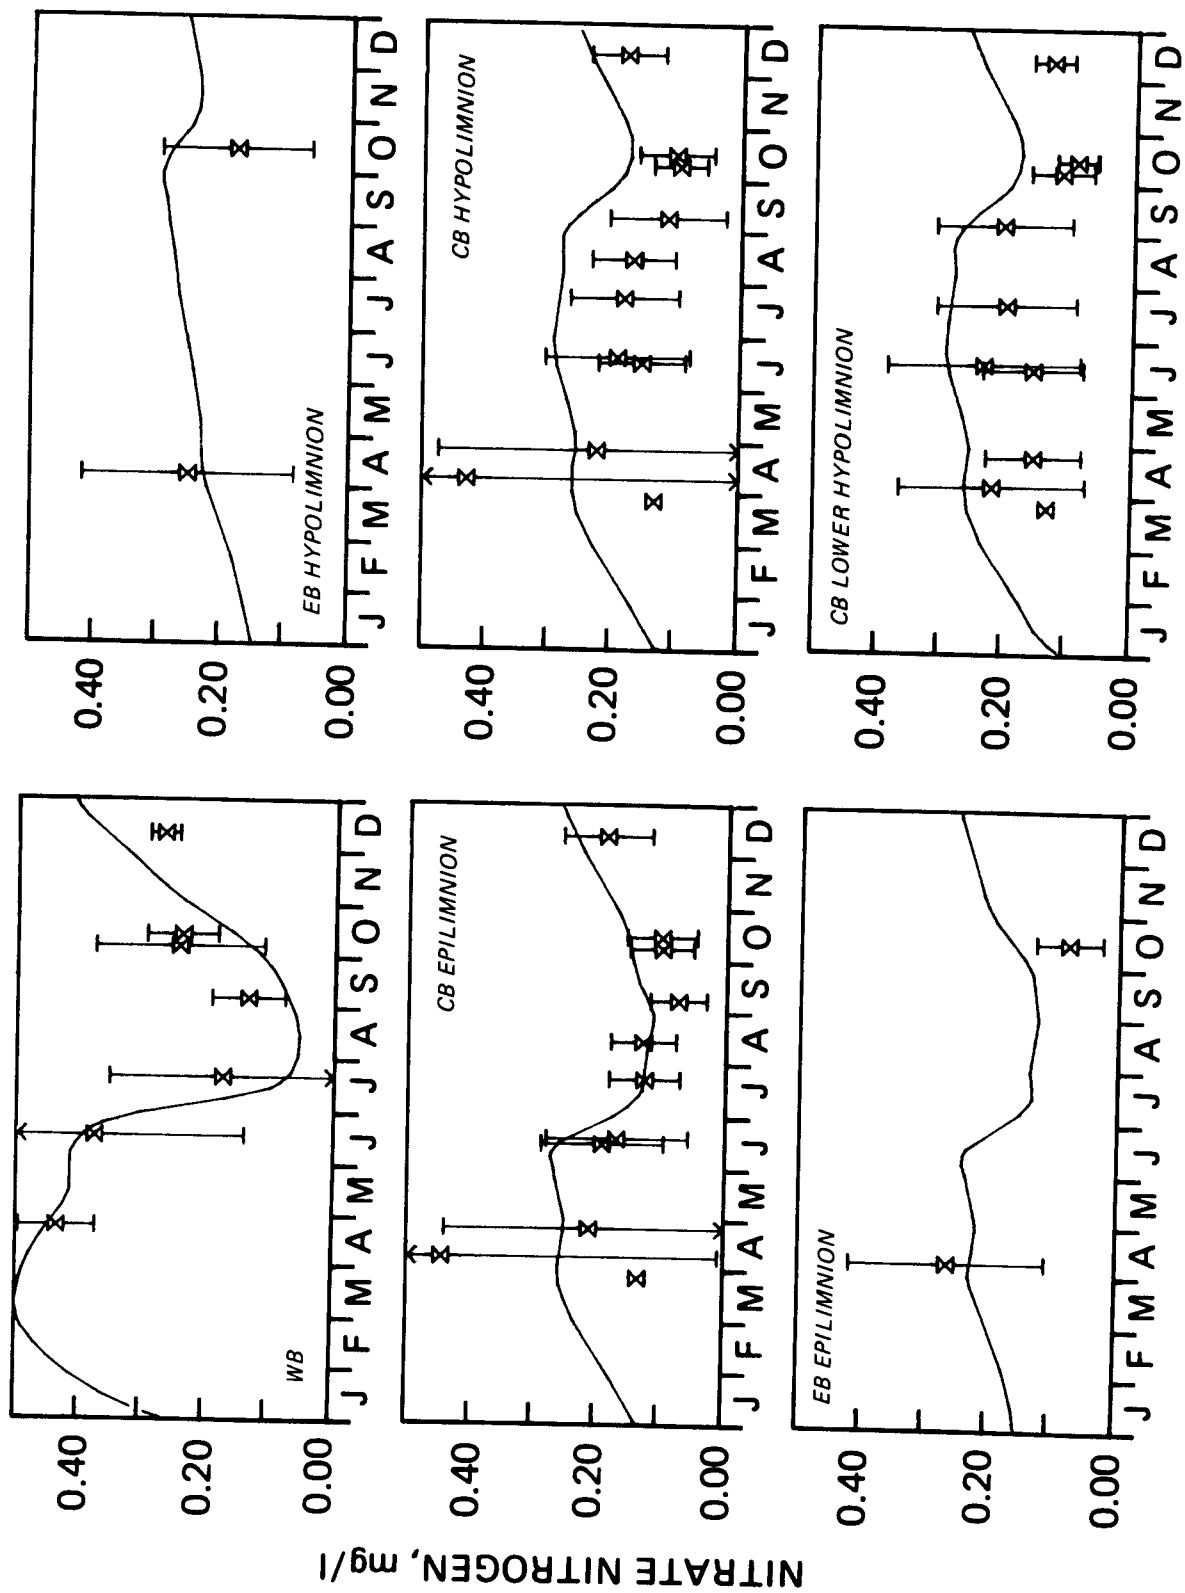 NITRATE NITROGEN, mg/l
WB
0.40
0.20
0.00
J F M A M J J A S O N D
EB HYPOLIMNION
0.40
0.20
0.00
J F M A M J J A S O N D
CB EPILIMNION
0.40
0.20
0.00
J F M A M J J A S O N D
CB HYPOLIMNION
0.40
0.20
0.00
J F M A M J J A S O N D
EB EPILIMNION
0.40
0.20
0.00
J F M A M J J A S O N D
CB LOWER HYPOLIMNION
0.40
0.20
0.00
J F M A M J J A S O N D